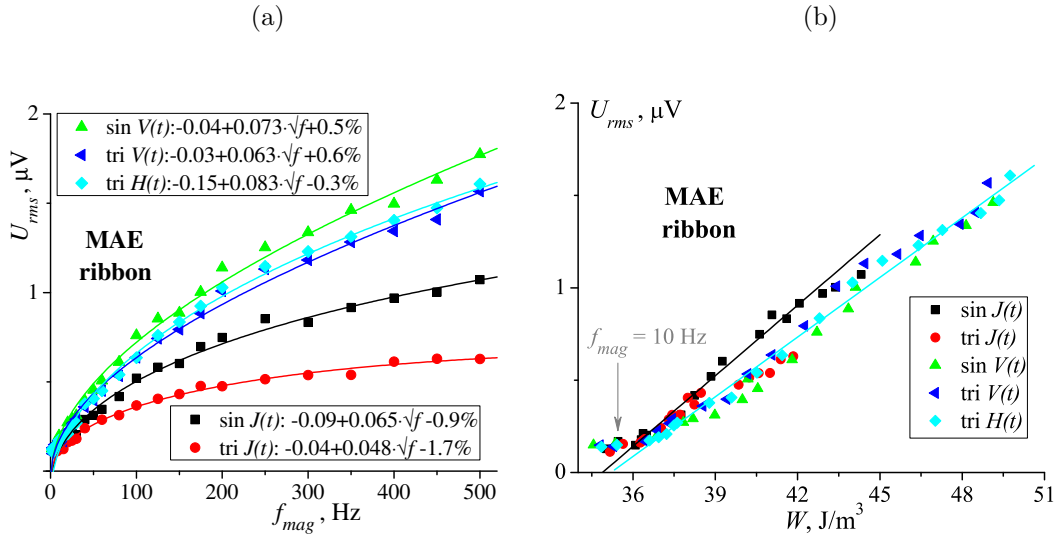 (a)
(b)
2
1
0
U_rms, μV
sin V(t):-0.04+0.073·√f+0.5%
tri V(t):-0.03+0.063·√f+0.6%
tri H(t):-0.15+0.083·√f-0.3%
MAE
ribbon
sin J(t): -0.09+0.065·√f-0.9%
tri J(t): -0.04+0.048·√f-1.7%
0 100 200 300 400 500
f_mag, Hz
2
1
0
U_rms, μV
MAE
ribbon
f_mag = 10 Hz
sin J(t)
tri J(t)
sin V(t)
tri V(t)
tri H(t)
36 39 42 45 48 51
W, J/m³